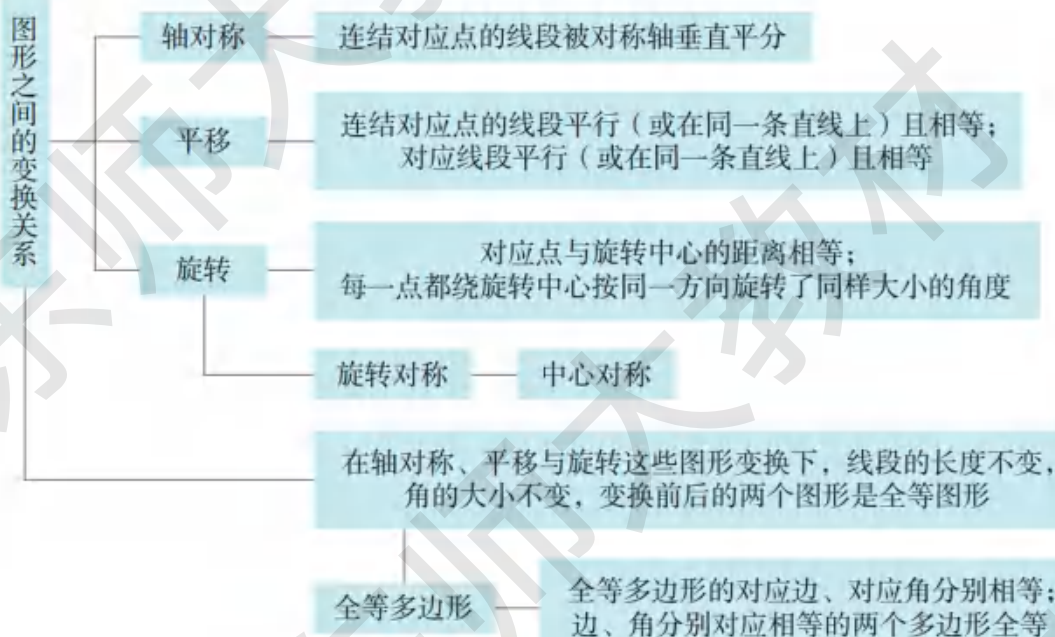 图形之间的变换关系
轴对称
连结对应点的线段被对称轴垂直平分
平移
连结对应点的线段平行（或在同一条直线上）且相等；
对应线段平行（或在同一条直线上）且相等
旋转
对应点与旋转中心的距离相等；
每一点都绕旋转中心按同一方向旋转了同样大小的角度
旋转对称
中心对称
在轴对称、平移与旋转这些图形变换下，线段的长度不变，
角的大小不变，变换前后的两个图形是全等图形
全等多边形
全等多边形的对应边、对应角分别相等；
边、角分别对应相等的两个多边形全等
东师大教材
师大